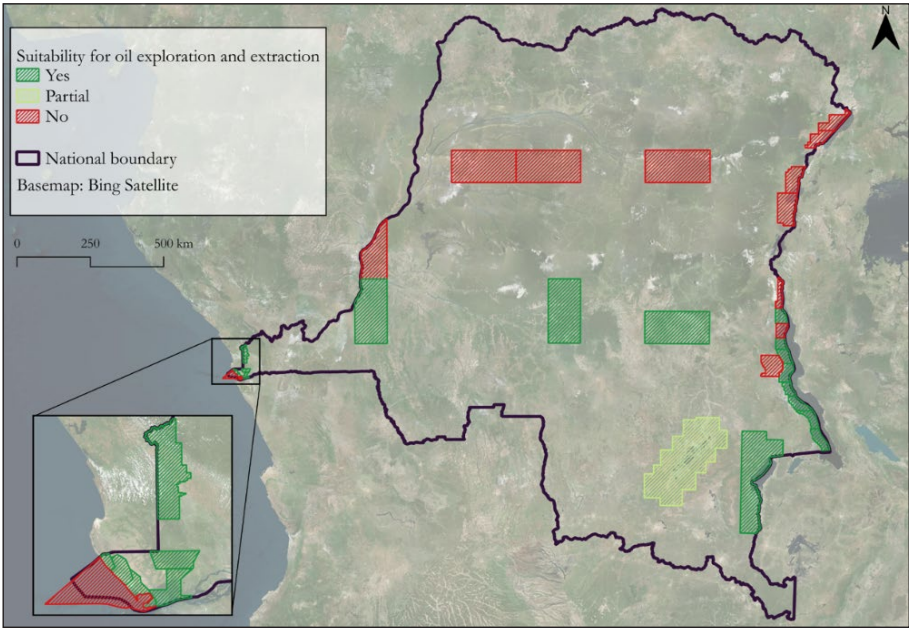 N
Suitability for oil exploration and extraction
Yes
Partial
No
National boundary
Basemap: Bing Satellite
0 250 500 km